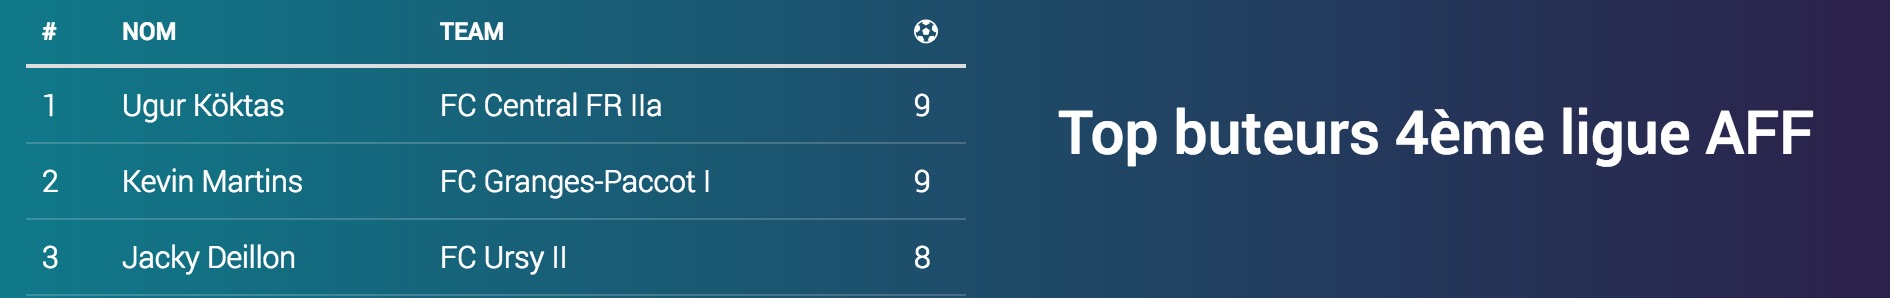 # NOM TEAM
1 Ugur Köktas FC Central FR IIa 9
2 Kevin Martins FC Granges-Paccot I 9
3 Jacky Deillon FC Ursy II 8
Top buteurs 4ème ligue AFF